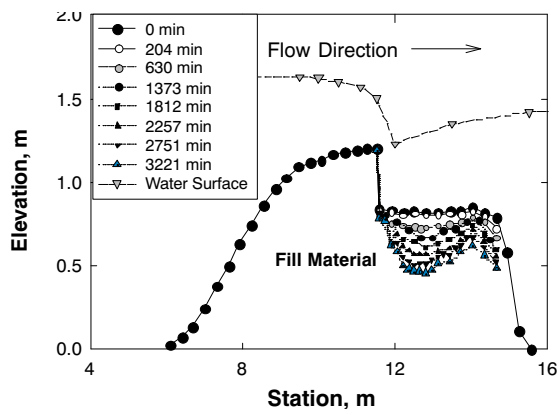 2.0
1.5
1.0
0.5
0.0
Elevation, m
0 min
204 min
630 min
1373 min
1812 min
2257 min
2751 min
3221 min
Water Surface
Flow Direction
Fill Material
4
8
12
16
Station, m